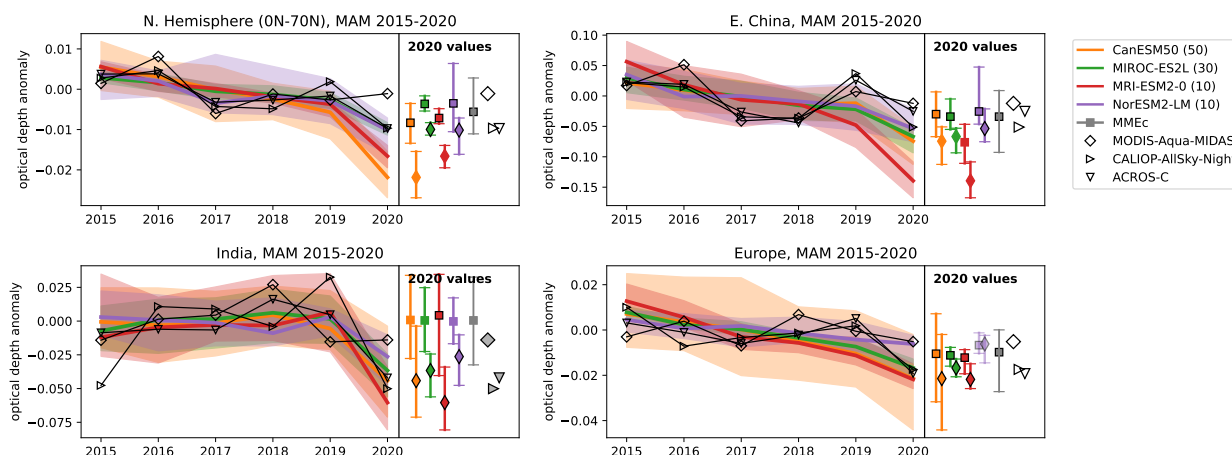 N. Hemisphere (0N-70N), MAM 2015-2020
optical depth anomaly
0.01
0.00
−0.01
−0.02
2015 2016 2017 2018 2019 2020
2020 values
E. China, MAM 2015-2020
optical depth anomaly
0.10
0.05
0.00
−0.05
−0.10
−0.15
2015 2016 2017 2018 2019 2020
2020 values
CanESM50 (50)
MIROC-ES2L (30)
MRI-ESM2-0 (10)
NorESM2-LM (10)
MMEc
MODIS-Aqua-MIDAS
CALIOP-AllSky-Nigh
ACROS-C
India, MAM 2015-2020
optical depth anomaly
0.025
0.000
−0.025
−0.050
−0.075
2015 2016 2017 2018 2019 2020
2020 values
Europe, MAM 2015-2020
optical depth anomaly
0.02
0.00
−0.02
−0.04
2015 2016 2017 2018 2019 2020
2020 values